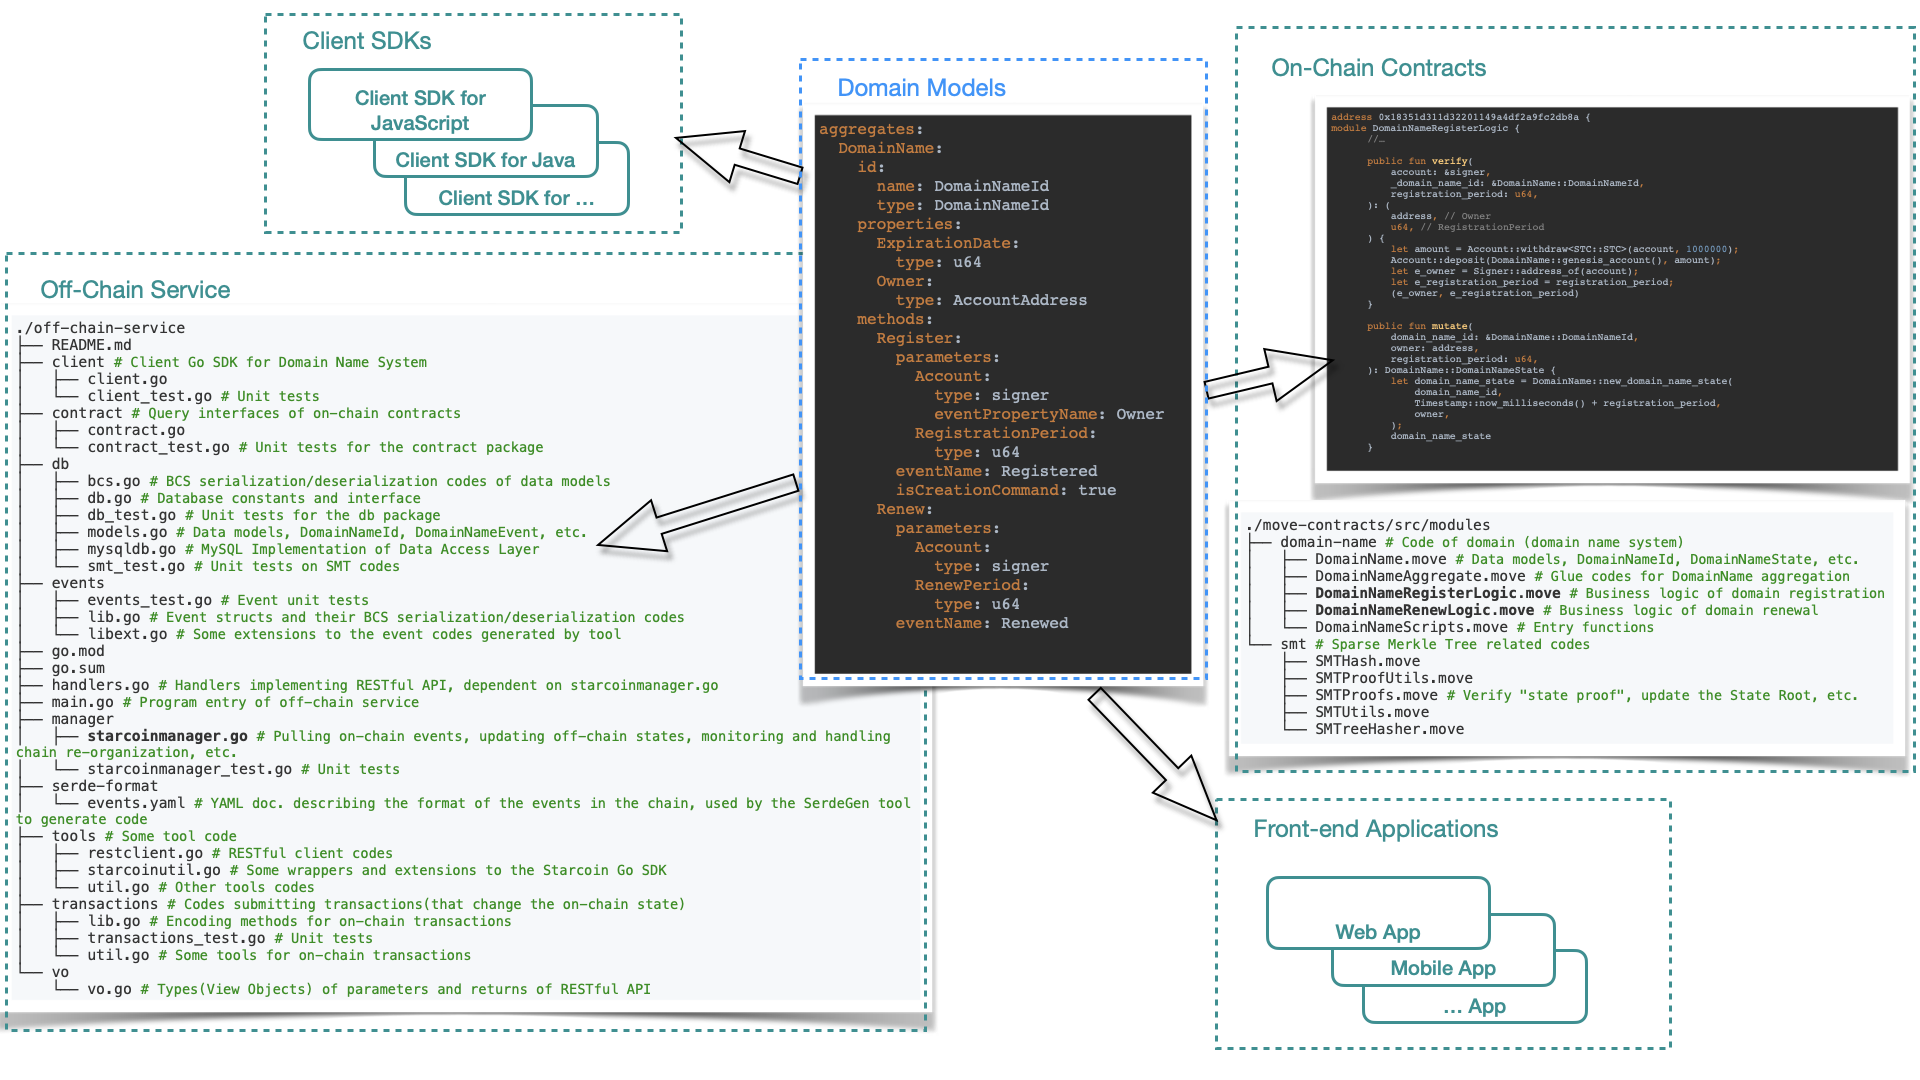 Client SDKs
Client SDK for
JavaScript
Client SDK for Java
Client SDK for ...
Off-Chain Service
./off-chain-service
├── README.md
├── client # Client Go SDK for Domain Name System
│   ├── client.go
│   └── client_test.go # Unit tests
├── contract # Query interfaces of on-chain contracts
│   ├── contract.go
│   └── contract_test.go # Unit tests for the contract package
├── db
│   ├── bcs.go # BCS serialization/deserialization codes of data models
│   ├── db.go # Database constants and interface
│   ├── db_test.go # Unit tests for the db package
│   ├── models.go # Data models, DomainNameId, DomainNameEvent, etc.
│   ├── mysqldb.go # MySQL Implementation of Data Access Layer
│   └── smt_test.go # Unit tests on SMT codes
├── events
│   ├── events_test.go # Event unit tests
│   ├── lib.go # Event structs and their BCS serialization/deserialization codes
│   └── libext.go # Some extensions to the event codes generated by tool
├── go.mod
├── go.sum
├── handlers.go # Handlers implementing RESTful API, dependent on starcoinmanager.go
├── main.go # Program entry of off-chain service
├── manager
│   ├── starcoinmanager.go # Pulling on-chain events, updating off-chain states, monitoring and handling
chain re-organization, etc.
│   └── starcoinmanager_test.go # Unit tests
├── serde-format
│   └── events.yaml # YAML doc. describing the format of the events in the chain, used by the SerdeGen tool
to generate code
├── tools # Some tool code
│   ├── restclient.go # RESTful client codes
│   ├── starcoinutil.go # Some wrappers and extensions to the Starcoin Go SDK
│   └── util.go # Other tools codes
├── transactions # Codes submitting transactions(that change the on-chain state)
│   ├── lib.go # Encoding methods for on-chain transactions
│   ├── transactions_test.go # Unit tests
│   └── util.go # Some tools for on-chain transactions
└── vo
    └── vo.go # Types(View Objects) of parameters and returns of RESTful API
Domain Models
aggregates:
  DomainName:
    id:
      name: DomainNameId
      type: DomainNameId
    properties:
      ExpirationDate:
        type: u64
      Owner:
        type: AccountAddress
    methods:
      Register:
        parameters:
          Account:
            type: signer
            eventPropertyName: Owner
          RegistrationPeriod:
            type: u64
        eventName: Registered
        isCreationCommand: true
      Renew:
        parameters:
          Account:
            type: signer
          RenewPeriod:
            type: u64
        eventName: Renewed
On-Chain Contracts
address 0x18351d311d32201149a4df2a9fc2db8a {
module DomainNameRegisterLogic {
//…
public fun verify(
account: &signer,
_domain_name_id: &DomainName::DomainNameId,
registration_period: u64,
): (
address, // Owner
u64, // RegistrationPeriod
) {
let amount = Account::withdraw<STC::STC>(account, 1000000);
Account::deposit(DomainName::genesis_account(), amount);
let e_owner = Signer::address_of(account);
let e_registration_period = registration_period;
(e_owner, e_registration_period)
}
public fun mutate(
domain_name_id: &DomainName::DomainNameId,
owner: address,
registration_period: u64,
): DomainName::DomainNameState {
let domain_name_state = DomainName::new_domain_name_state(
domain_name_id,
Timestamp::now_milliseconds() + registration_period,
owner,
);
domain_name_state
}
./move-contracts/src/modules
├── domain-name # Code of domain (domain name system)
│   ├── DomainName.move # Data models, DomainNameId, DomainNameState, etc.
│   ├── DomainNameAggregate.move # Glue codes for DomainName aggregation
│   ├── DomainNameRegisterLogic.move # Business logic of domain registration
│   ├── DomainNameRenewLogic.move # Business logic of domain renewal
│   └── DomainNameScripts.move # Entry functions
└── smt # Sparse Merkle Tree related codes
    ├── SMTHash.move
    ├── SMTProofUtils.move
    ├── SMTProofs.move # Verify "state proof", update the State Root, etc.
    ├── SMTUtils.move
    └── SMTreeHasher.move
Front-end Applications
Web App
Mobile App
... App